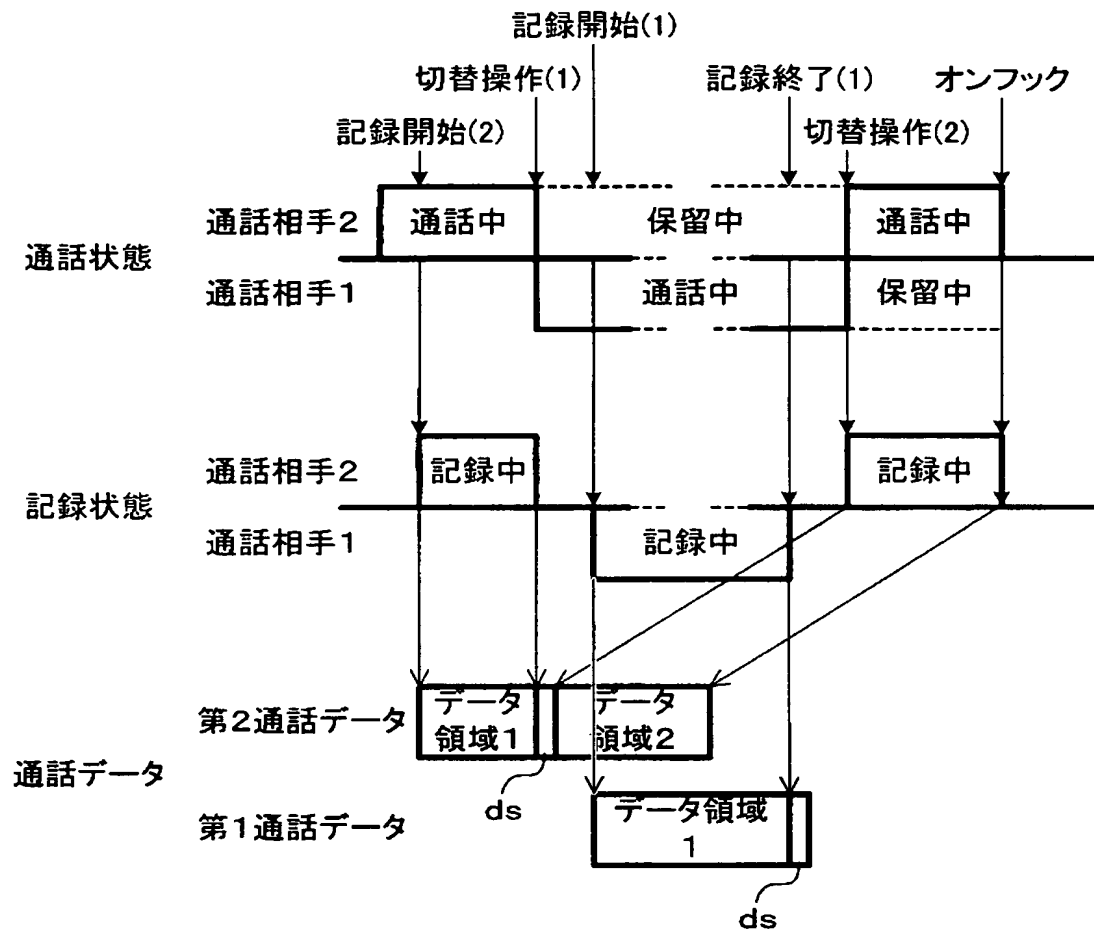 記録開始(1)
切替操作(1)
記録終了(1)
オンフック
記録開始(2)
切替操作(2)
通話状態
通話相手2
通話中
保留中
通話中
通話相手1
通話中
保留中
記録状態
通話相手2
記録中
記録中
通話相手1
記録中
通話データ
第2通話データ
データ
領域1
データ
領域2
ds
第1通話データ
データ領域
1
ds